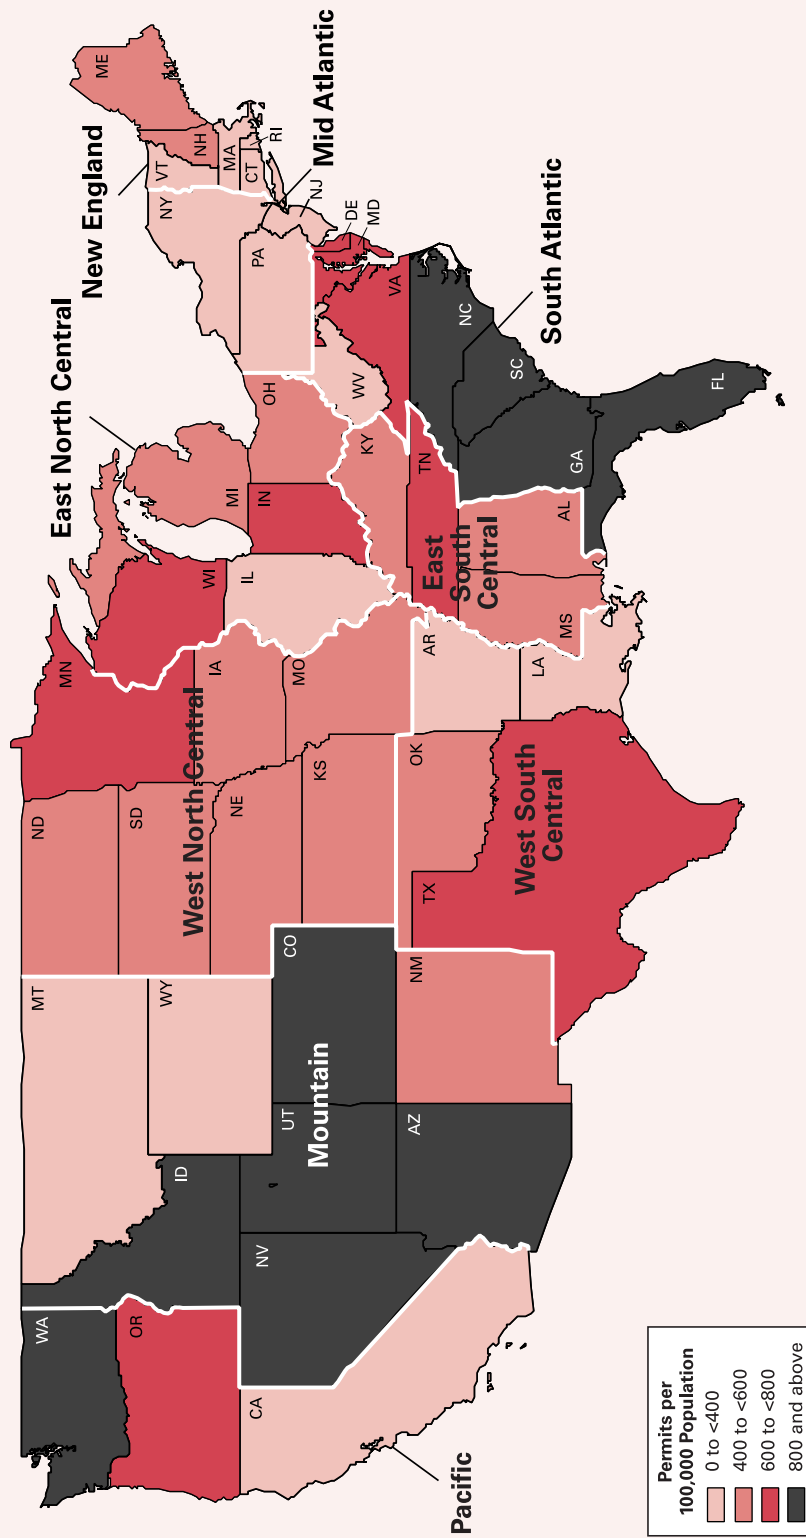 New England
Mid Atlantic
East North Central
South Atlantic
East
South
Central
West North Central
West South
Central
Mountain
Pacific
WA
OR
CA
NV
ID
MT
WY
UT
CO
AZ
NM
ND
SD
NE
KS
OK
TX
MN
IA
MO
AR
LA
WI
IL
MI
IN
OH
KY
TN
MS
AL
GA
FL
SC
NC
VA
WV
MD
DE
PA
NJ
NY
CT
RI
MA
VT
NH
ME
Permits per
100,000 Population
0 to <400
400 to <600
600 to <800
800 and above